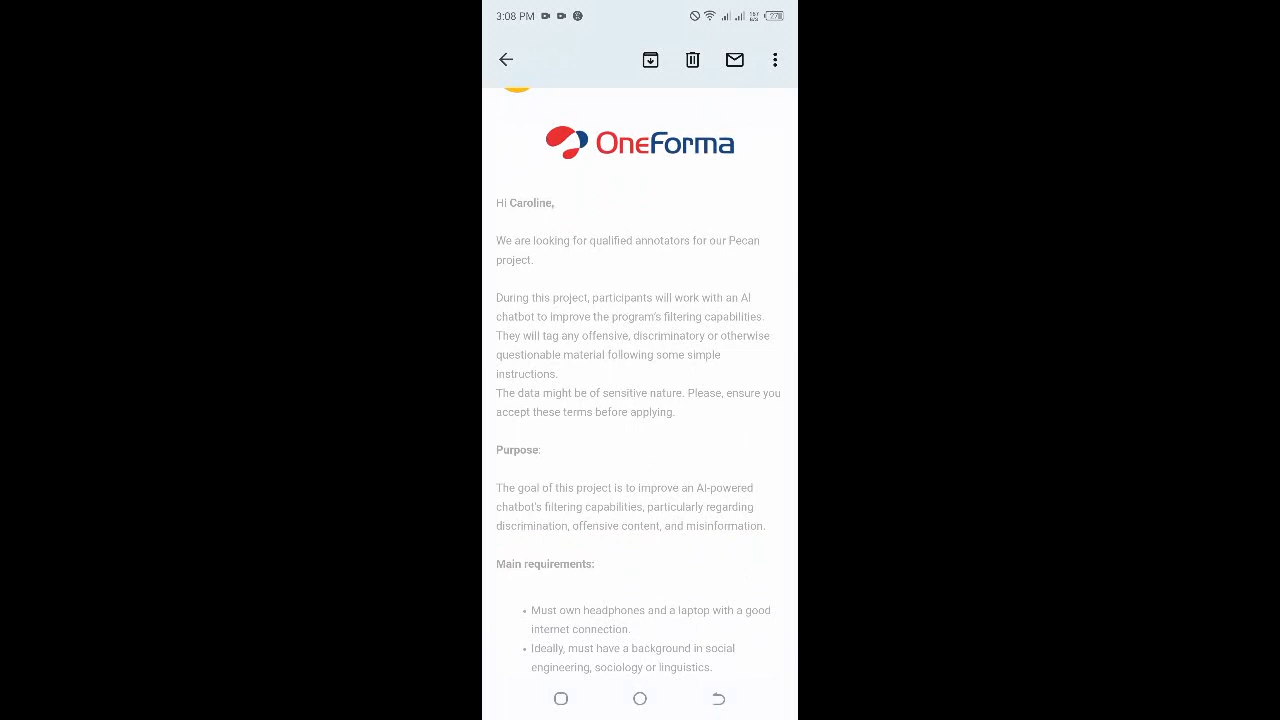 3:08 PM
27
OneForma
Hi Caroline,
We are looking for qualified annotators for our Pecan
project.
During this project, participants will work with an AI
chatbot to improve the program's filtering capabilities.
They will tag any offensive, discriminatory or otherwise
questionable material following some simple
instructions.
The data might be of sensitive nature. Please, ensure you
accept these terms before applying.
Purpose:
The goal of this project is to improve an AI-powered
chatbot's filtering capabilities, particularly regarding
discrimination, offensive content, and misinformation.
Main requirements:
• Must own headphones and a laptop with a good
internet connection.
• Ideally, must have a background in social
engineering, sociology or linguistics.